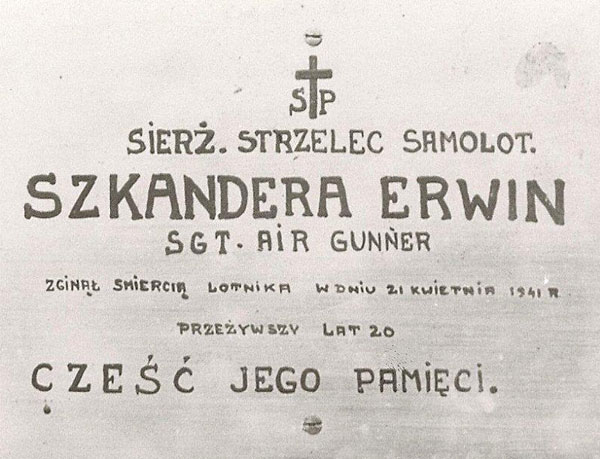 S P
SIERŻ. STRZELEC SAMOLOT.
SZKANDERA ERWIN
SGT. AIR GUNNER
ZGINĄŁ SMIERCIĄ LOTNIKA W DNIU 21 KWIETNIA 1941 R
PRZEŻYWSZY LAT 20
CZEŚĆ JEGO PAMIĘCI.